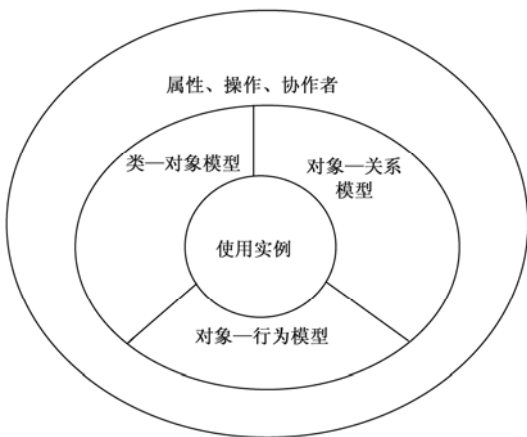 属性、操作、协作者
类—对象模型
对象—关系
模型
使用实例
对象—行为模型